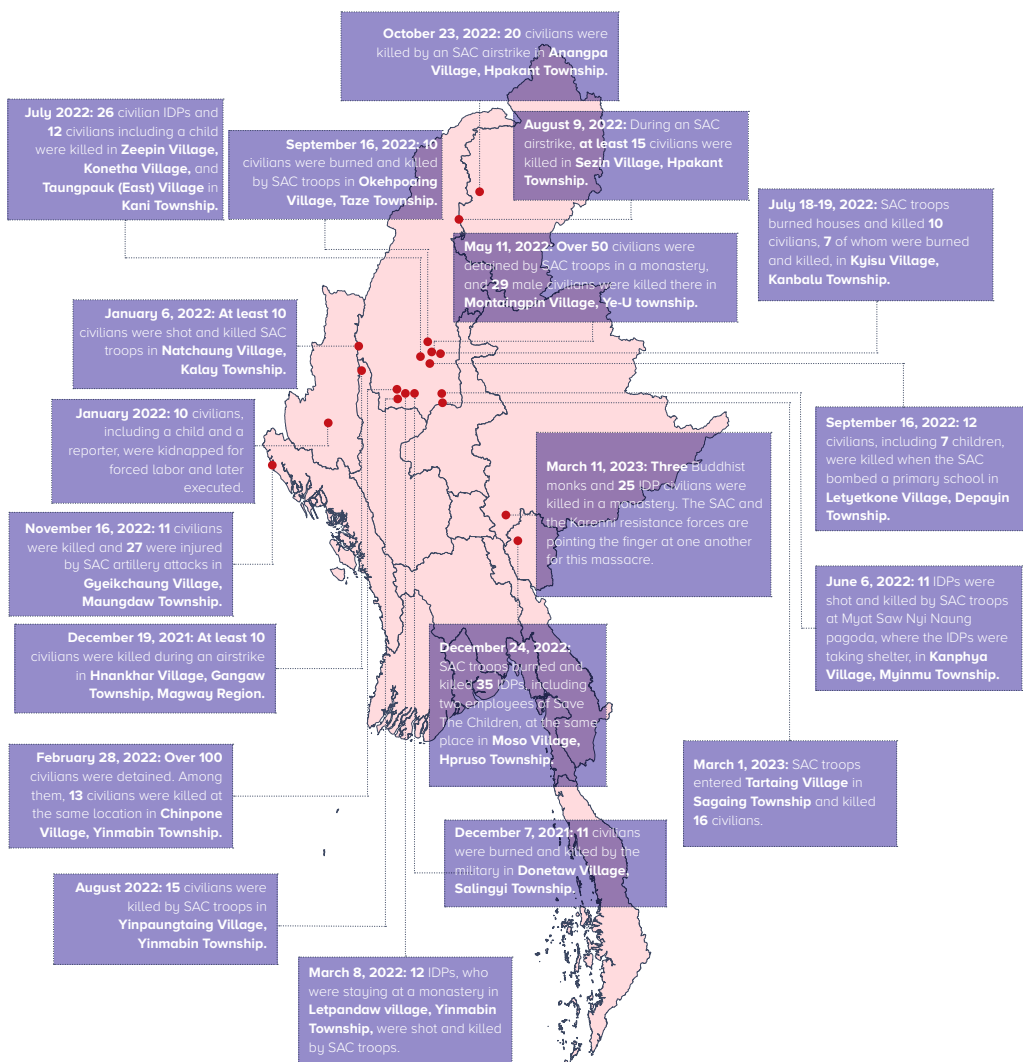 October 23, 2022: 20 civilians were
killed by an SAC airstrike in Anangpa
Village, Hpakant Township.
July 2022: 26 civilian IDPs and
12 civilians including a child
were killed in Zeepin Village,
Konetha Village, and
Taungpauk (East) Village in
Kani Township.
September 16, 2022: 10
civilians were burned and killed
by SAC troops in Okehpoaing
Village, Taze Township.
August 9, 2022: During an SAC
airstrike, at least 15 civilians were
killed in Sezin Village, Hpakant
Township.
July 18-19, 2022: SAC troops
burned houses and killed 10
civilians, 7 of whom were burned
and killed, in Kyisu Village,
Kanbalu Township.
May 11, 2022: Over 50 civilians were
detained by SAC troops in a monastery,
and 29 male civilians were killed there in
Montaingpin Village, Ye-U township.
January 6, 2022: At least 10
civilians were shot and killed SAC
troops in Natchaung Village,
Kalay Township.
January 2022: 10 civilians,
including a child and a
reporter, were kidnapped for
forced labor and later
executed.
September 16, 2022: 12
civilians, including 7 children,
were killed when the SAC
bombed a primary school in
Letyetkone Village, Depayin
Township.
March 11, 2023: Three Buddhist
monks and 25 IDP civilians were
killed in a monastery. The SAC and
the Karenni resistance forces are
pointing the finger at one another
for this massacre.
November 16, 2022: 11 civilians
were killed and 27 were injured
by SAC artillery attacks in
Gyeikchaung Village,
Maungdaw Township.
June 6, 2022: 11 IDPs were
shot and killed by SAC troops
at Myat Saw Nyi Naung
pagoda, where the IDPs were
taking shelter, in Kanphya
Village, Myinmu Township.
December 19, 2021: At least 10
civilians were killed during an airstrike
in Hnankhar Village, Gangaw
Township, Magway Region.
December 24, 2022:
SAC troops burned and
killed 35 IDPs, including
two employees of Save
The Children, at the same
place in Moso Village,
Hpruso Township.
February 28, 2022: Over 100
civilians were detained. Among
them, 13 civilians were killed at
the same location in Chinpone
Village, Yinmabin Township.
March 1, 2023: SAC troops
entered Tartaing Village in
Sagaing Township and killed
16 civilians.
December 7, 2021: 11 civilians
were burned and killed by the
military in Donetaw Village,
Salingyi Township.
August 2022: 15 civilians were
killed by SAC troops in
Yinpaungtaing Village,
Yinmabin Township.
March 8, 2022: 12 IDPs, who
were staying at a monastery in
Letpandaw village, Yinmabin
Township, were shot and killed
by SAC troops.